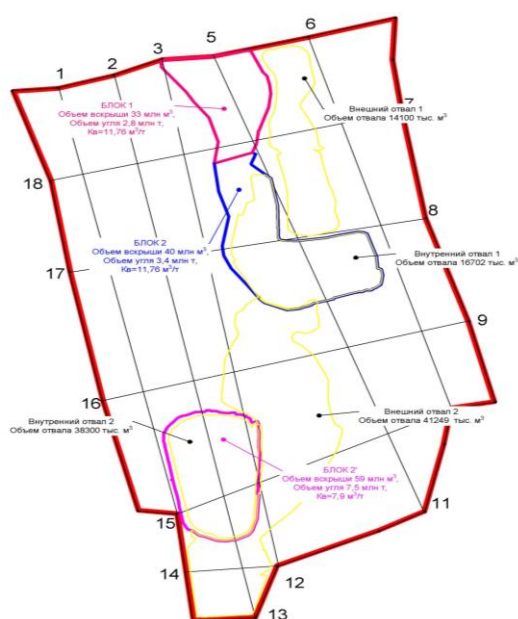 6
5
3
2
1
БЛОК 1
Объем вскрыши 33 млн м³,
Объем угля 2,8 млн т,
Кв=11,76 м³/т
Внешний отвал 1
Объем отвала 14100 тыс. м³
7
18
8
БЛОК 2
Объем вскрыши 40 млн м³,
Объем угля 3,4 млн т,
Кв=11,76 м³/т
Внутренний отвал 1
Объем отвала 16702 тыс. м³
17
9
16
Внутренний отвал 2
Объем отвала 38300 тыс. м³
Внешний отвал 2
Объем отвала 41249 тыс. м³
БЛОК 2'
Объем вскрыши 59 млн м³,
Объем угля 7,5 млн т,
Кв=7,9 м³/т
15
11
14
12
13